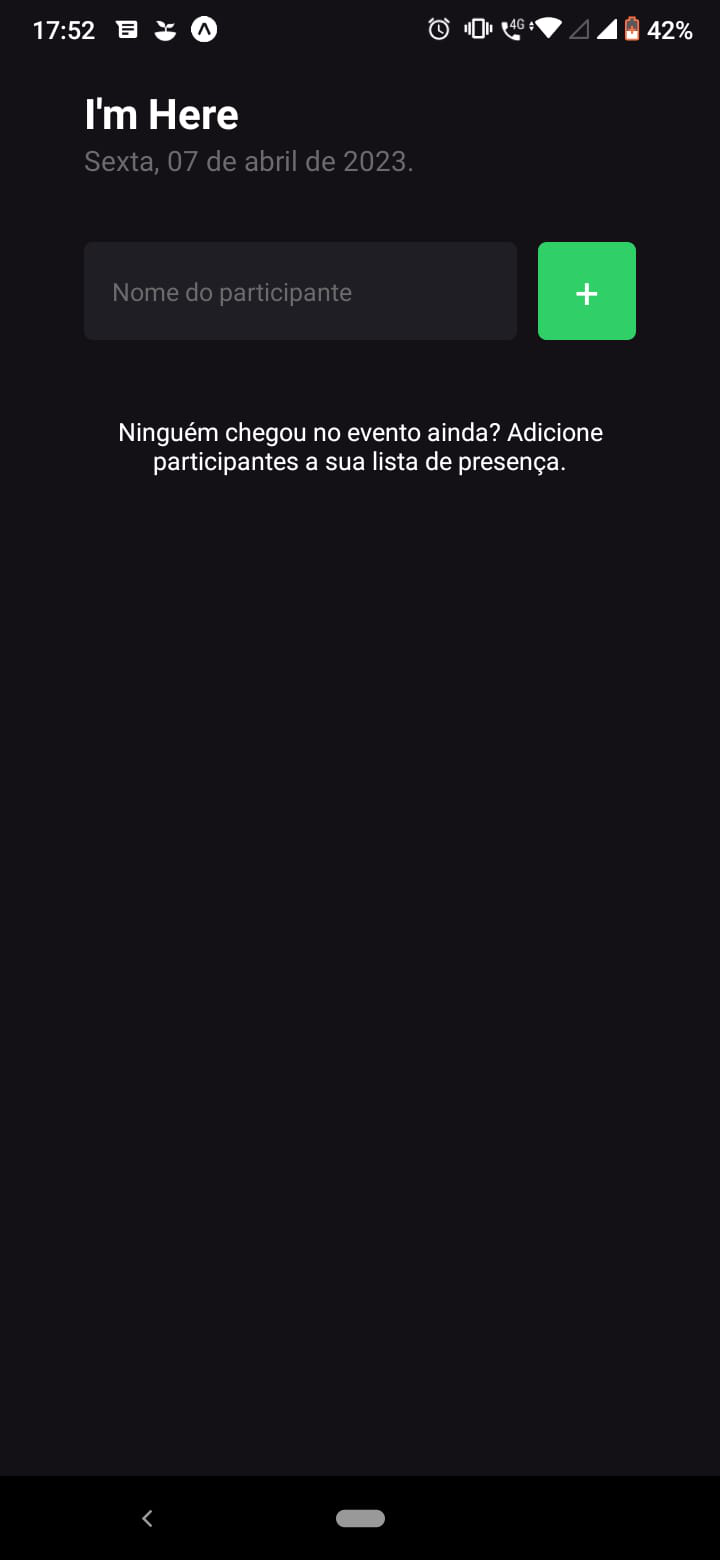 17:52
4G
42%
I'm Here
Sexta, 07 de abril de 2023.
Nome do participante
+
Ninguém chegou no evento ainda? Adicione
participantes a sua lista de presença.